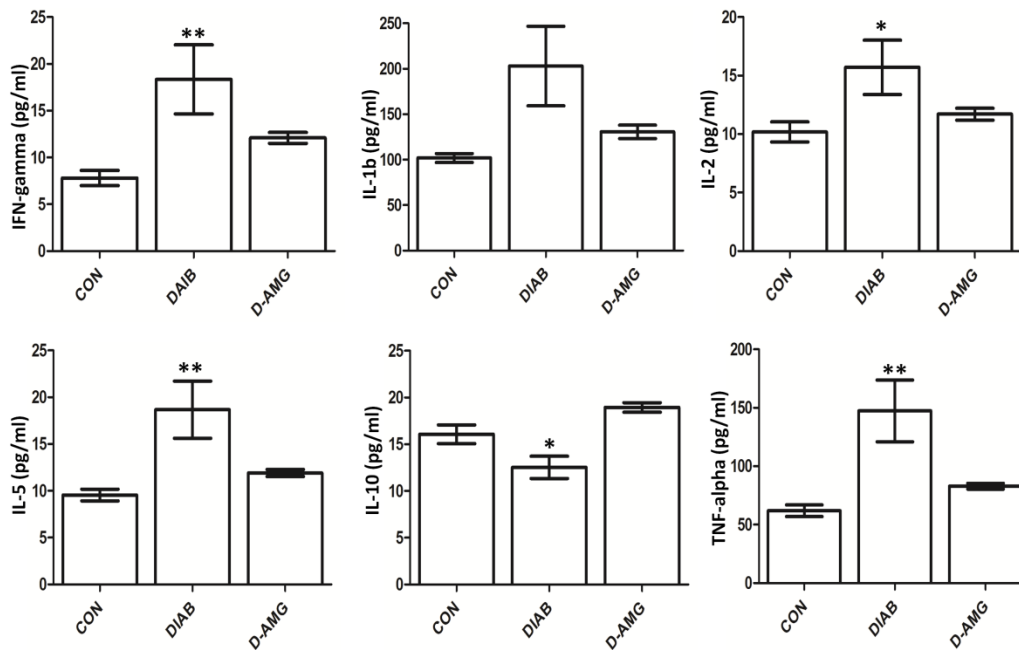 IFN-gamma (pg/ml)
25
20
15
10
5
0
**
CON
DAIB
D-AMG
IL-1b (pg/ml)
250
200
150
100
50
0
CON
DIAB
D-AMG
IL-2 (pg/ml)
20
15
10
5
0
*
CON
DIAB
D-AMG
IL-5 (pg/ml)
25
20
15
10
5
0
**
CON
DIAB
D-AMG
IL-10 (pg/ml)
25
20
15
10
5
0
*
CON
DIAB
D-AMG
TNF-alpha (pg/ml)
200
150
100
50
0
**
CON
DIAB
D-AMG